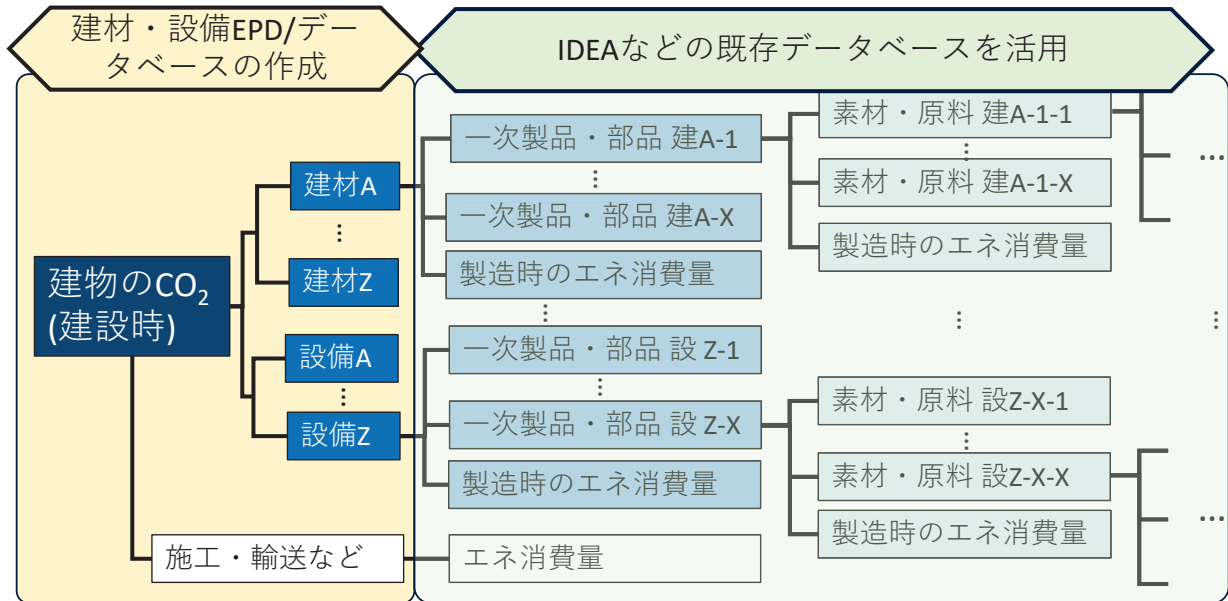 建材・設備EPD/デー
タベースの作成
IDEAなどの既存データベースを活用
建物のCO₂
(建設時)
建材A
⋮
建材Z
設備A
⋮
設備Z
施工・輸送など
一次製品・部品 建A-1
⋮
一次製品・部品 建A-X
製造時のエネ消費量
⋮
一次製品・部品 設 Z-1
⋮
一次製品・部品 設 Z-X
製造時のエネ消費量
エネ消費量
素材・原料 建A-1-1
⋮
素材・原料 建A-1-X
製造時のエネ消費量
⋮
素材・原料 設Z-X-1
⋮
素材・原料 設Z-X-X
製造時のエネ消費量
…
⋮
…